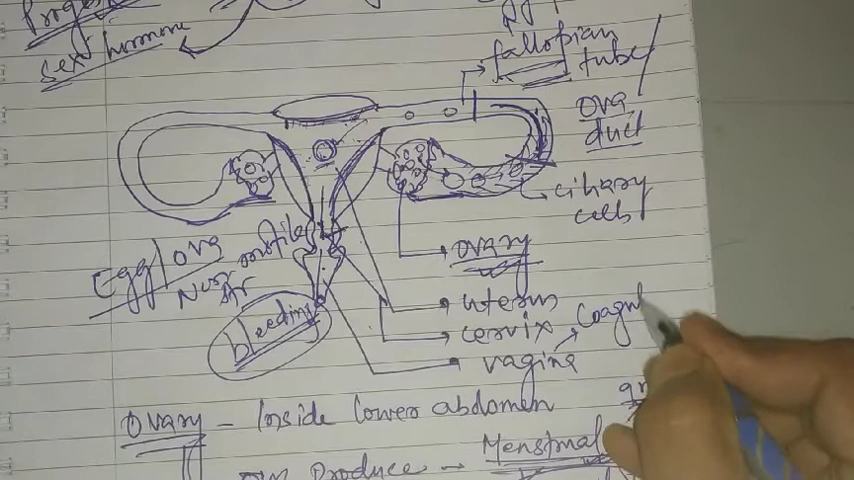 Sex hormone
fallopian
tube/
ova
duct
ciliary
cells
ovary
Egg/ova
bleeding
uterus
cervix
vagina
Coagu
Ovary - Inside lower abdomen
Produce - Menstrual